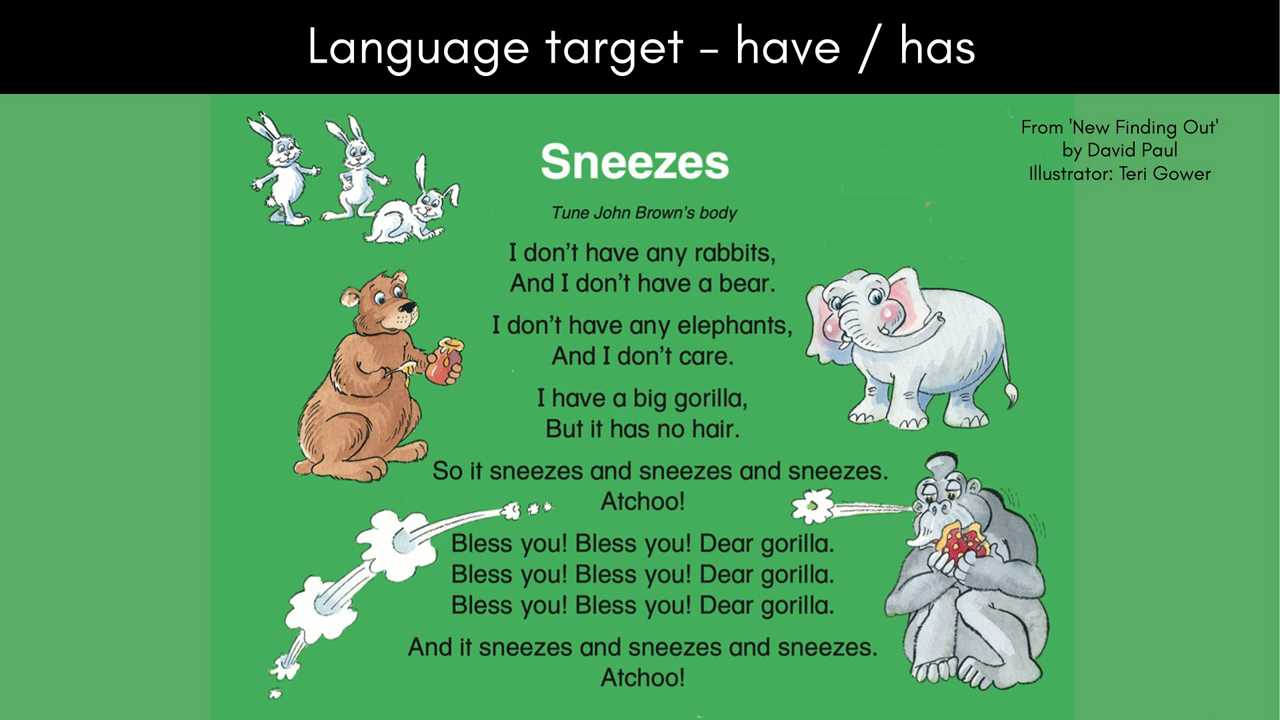 Language target – have / has
From 'New Finding Out'
by David Paul
Illustrator: Teri Gower
Sneezes
Tune John Brown's body
I don't have any rabbits,
And I don't have a bear.
I don't have any elephants,
And I don't care.
I have a big gorilla,
But it has no hair.
So it sneezes and sneezes and sneezes.
Atchoo!
Bless you! Bless you! Dear gorilla.
Bless you! Bless you! Dear gorilla.
Bless you! Bless you! Dear gorilla.
And it sneezes and sneezes and sneezes.
Atchoo!